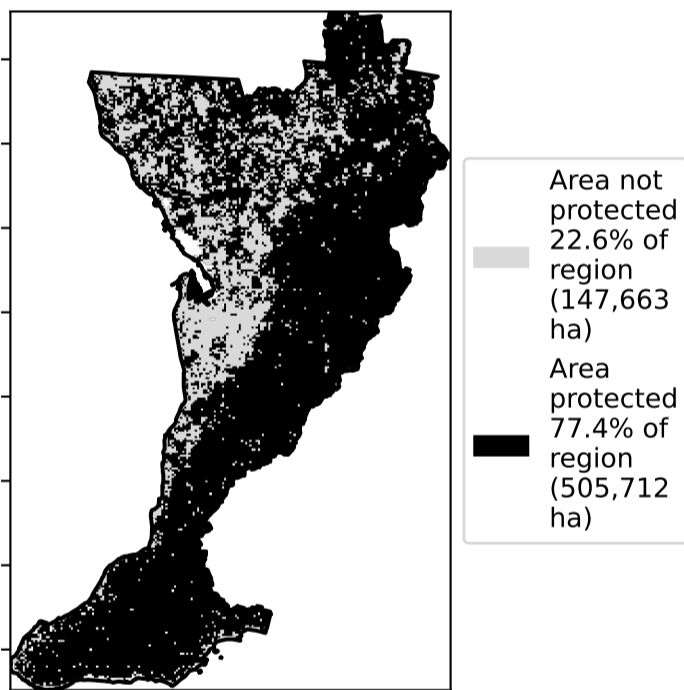 Area not
protected
22.6% of
region
(147,663
ha)
Area
protected
77.4% of
region
(505,712
ha)